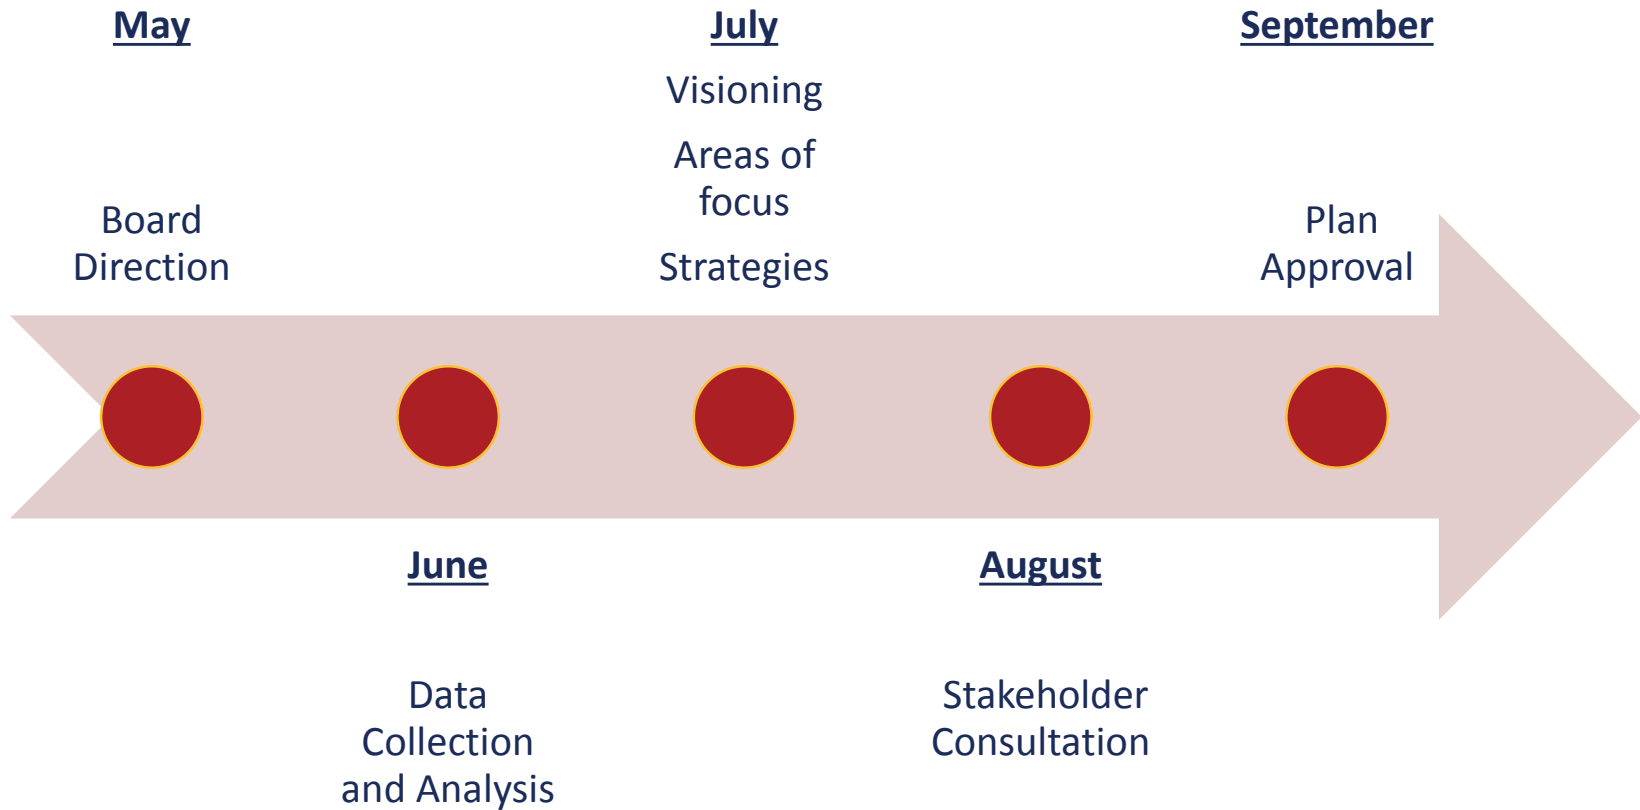 May
Board
Direction
June
Data
Collection
and Analysis
July
Visioning
Areas of
focus
Strategies
August
Stakeholder
Consultation
September
Plan
Approval